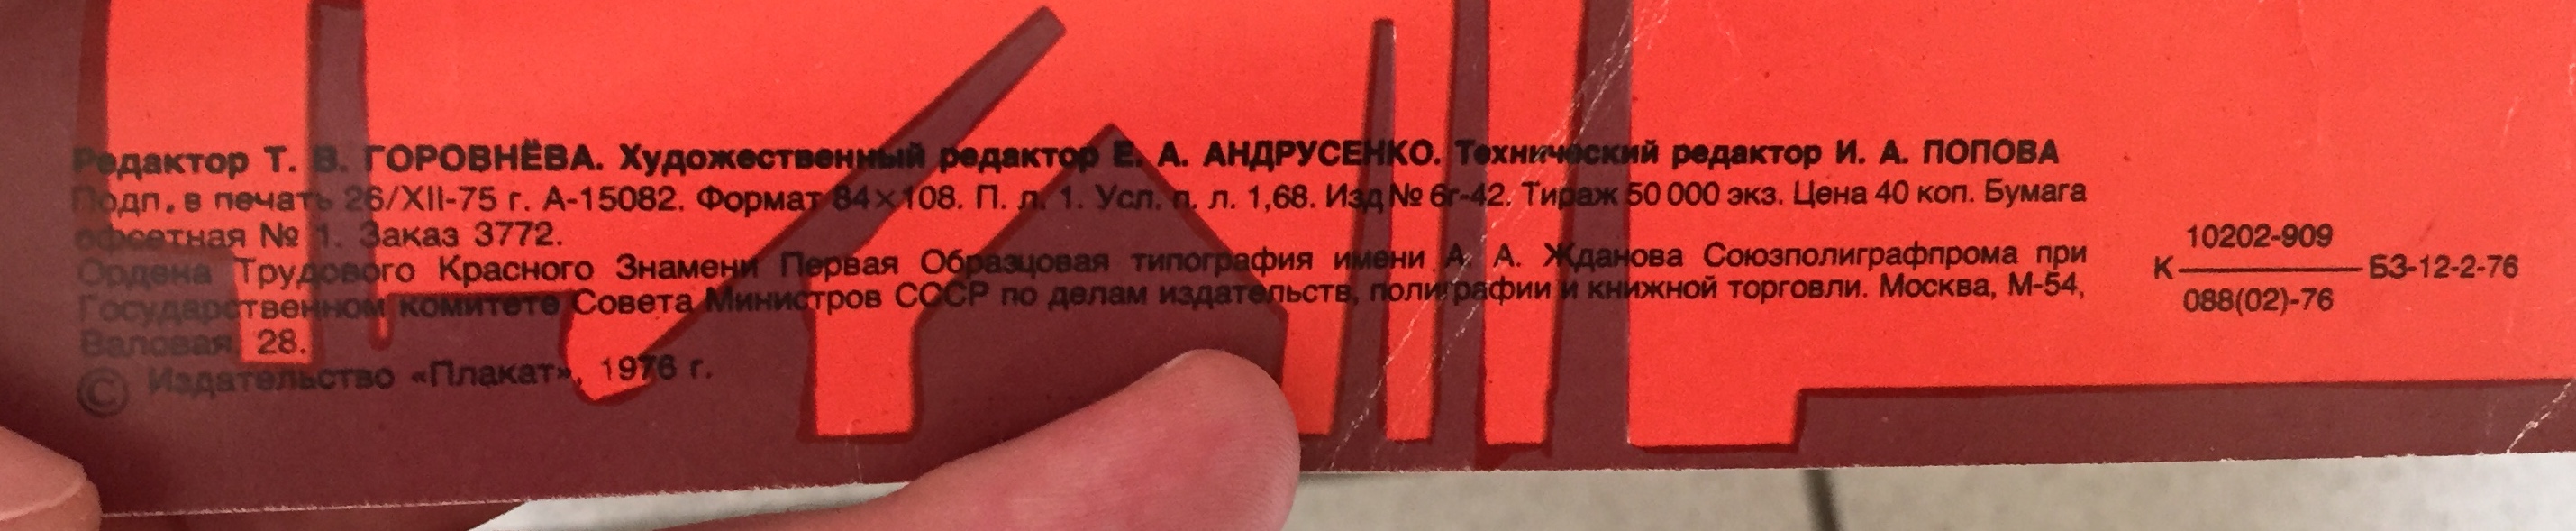 Редактор Т. В. ГОРОВНЁВА. Художественный редактор Е. А. АНДРУСЕНКО. Технический редактор И. А. ПОПОВА
Подп. в печать 26/XII-75 г. А-15082. Формат 84×108. П. л. 1. Усл. п. л. 1,68. Изд № 6г-42. Тираж 50 000 экз. Цена 40 коп. Бумага
офсетная № 1. Заказ 3772.
Ордена Трудового Красного Знамени Первая Образцовая типография имени А. А. Жданова Союзполиграфпрома при
Государственном комитете Совета Министров СССР по делам издательств, полиграфии и книжной торговли. Москва, М-54,
Валовая 28.
© Издательство «Плакат», 1976 г.
10202-909
К БЗ-12-2-76
088(02)-76